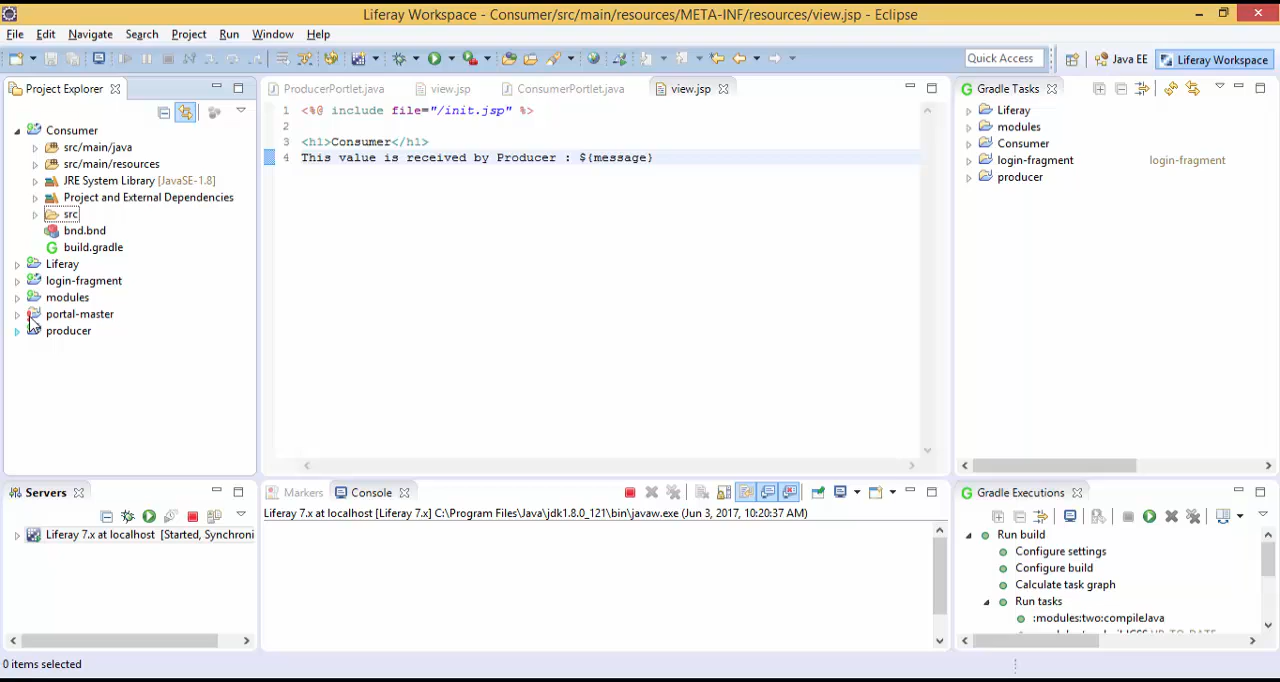 Liferay Workspace - Consumer/src/main/resources/META-INF/resources/view.jsp - Eclipse
File Edit Navigate Search Project Run Window Help
Quick Access Java EE Liferay Workspace
Project Explorer
Consumer
src/main/java
src/main/resources
JRE System Library [JavaSE-1.8]
Project and External Dependencies
src
bnd.bnd
build.gradle
Liferay
login-fragment
modules
portal-master
producer
ProducerPortlet.java view.jsp ConsumerPortlet.java view.jsp
1 <%@ include file="/init.jsp" %>
2
3 <h1>Consumer</h1>
4 This value is received by Producer : ${message}
Gradle Tasks
Liferay
modules
Consumer
login-fragment login-fragment
producer
Servers
Liferay 7.x at localhost [Started, Synchroni
Markers Console
Liferay 7.x at localhost [Liferay 7.x] C:\Program Files\Java\jdk1.8.0_121\bin\javaw.exe (Jun 3, 2017, 10:20:37 AM)
Gradle Executions
Run build
Configure settings
Configure build
Calculate task graph
Run tasks
:modules:two:compileJava
0 items selected